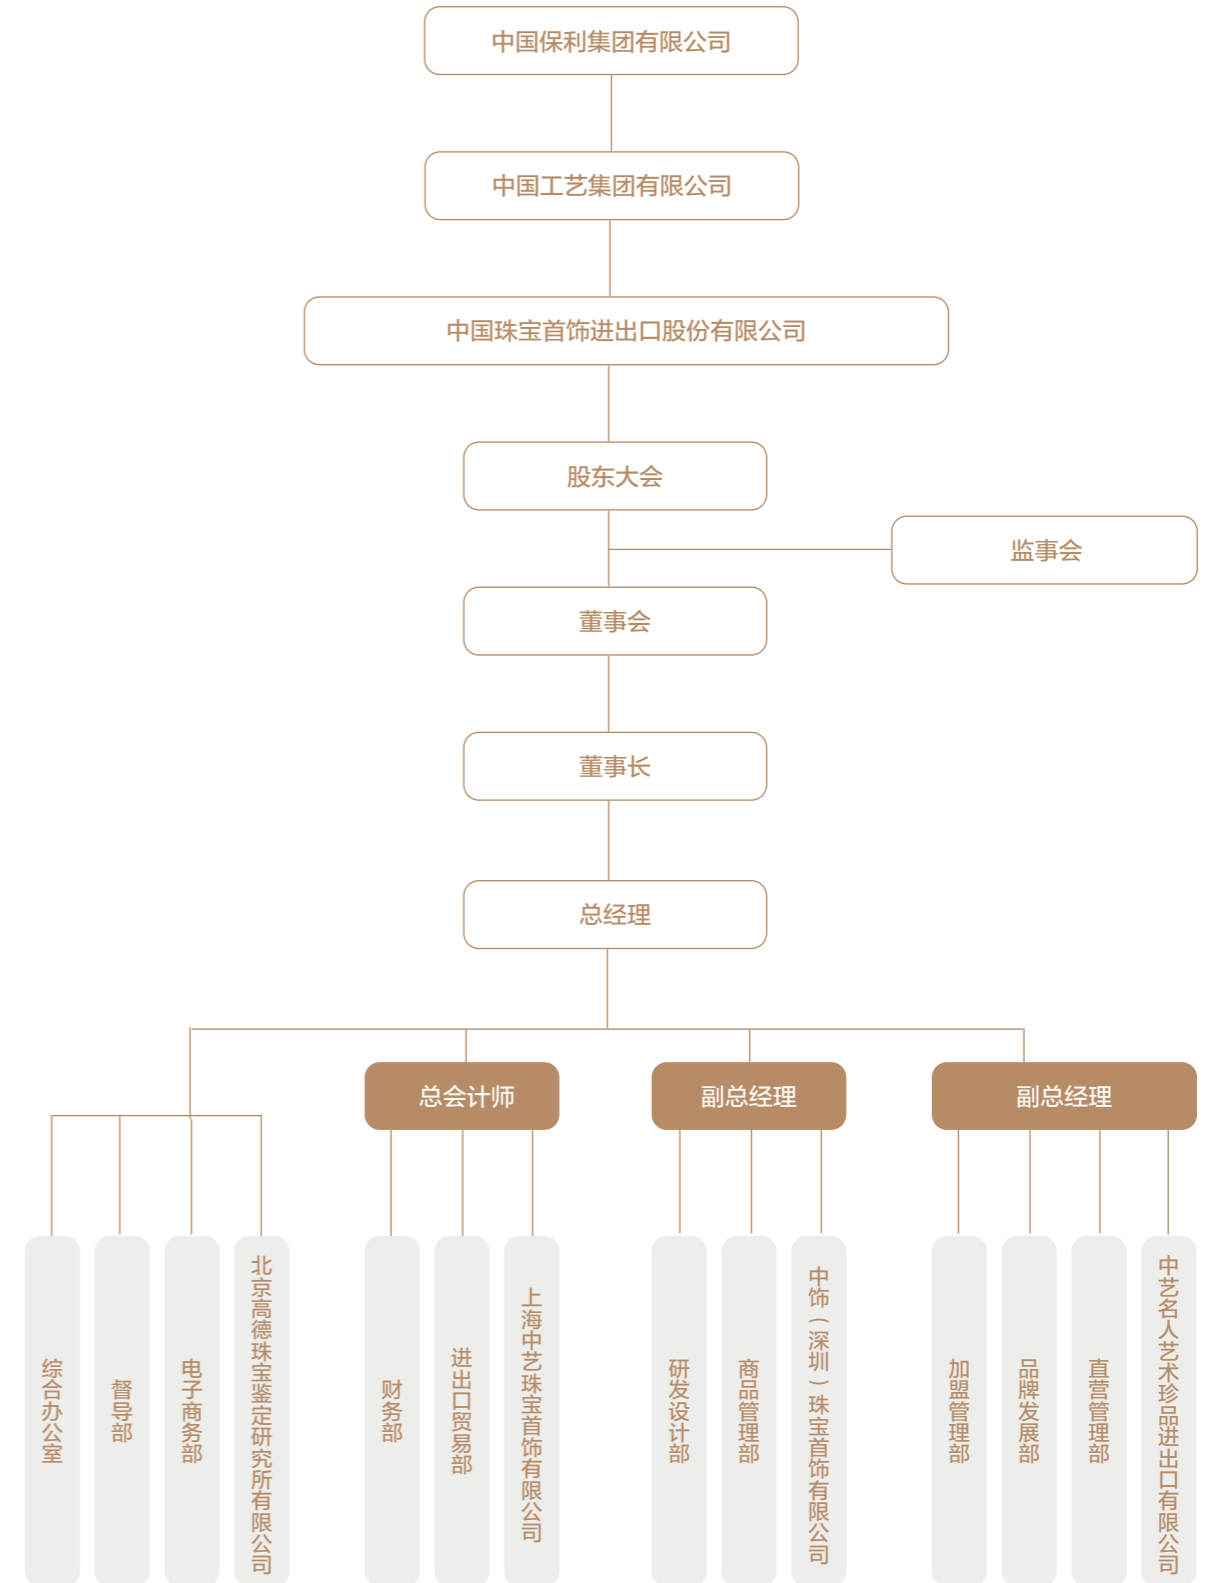 中国保利集团有限公司
中国工艺集团有限公司
中国珠宝首饰进出口股份有限公司
股东大会
监事会
董事会
董事长
总经理
总会计师
副总经理
副总经理
综合办公室
督导部
电子商务部
北京高德珠宝鉴定研究所有限公司
财务部
进出口贸易部
上海中艺珠宝首饰有限公司
研发设计部
商品管理部
中饰（深圳）珠宝首饰有限公司
加盟管理部
品牌发展部
直营管理部
中艺名人艺术珍品进出口有限公司